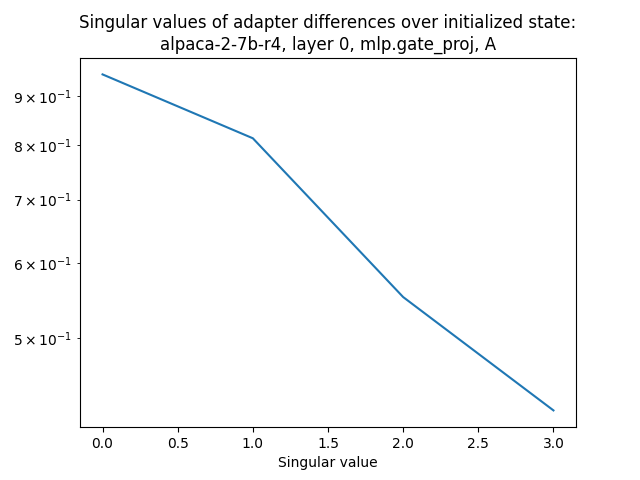 Singular values of adapter differences over initialized state:
alpaca-2-7b-r4, layer 0, mlp.gate_proj, A
9 × 10⁻¹
8 × 10⁻¹
7 × 10⁻¹
6 × 10⁻¹
5 × 10⁻¹
0.0 0.5 1.0 1.5 2.0 2.5 3.0
Singular value